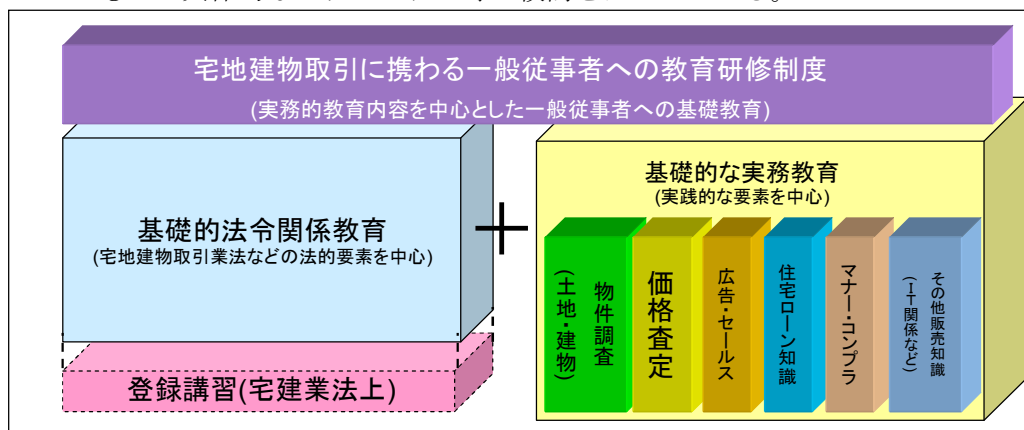 宅地建物取引に携わる一般従事者への教育研修制度
(実務的教育内容を中心とした一般従事者への基礎教育)
基礎的法令関係教育
(宅地建物取引業法などの法的要素を中心)
+
基礎的な実務教育
(実践的な要素を中心)
物件調査
(土地・建物)
価格査定
広告・セールス
住宅ローン知識
マナー・コンプラ
その他販売知識
(IT関係など)
登録講習(宅建業法上)